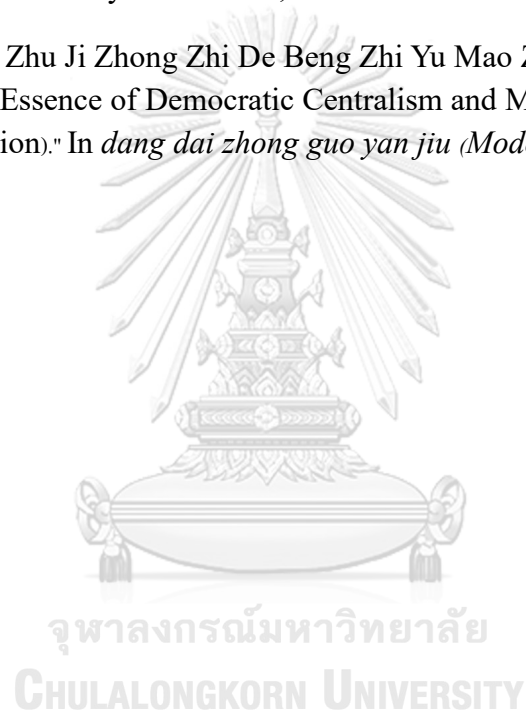 Zhu Ji Zhong Zhi De Beng Zhi Yu Mao Z
Essence of Democratic Centralism and M
ion)." In dang dai zhong guo yan jiu (Mod
จุฬาลงกรณ์มหาวิทยาลัย
CHULALONGKORN UNIVERSITY